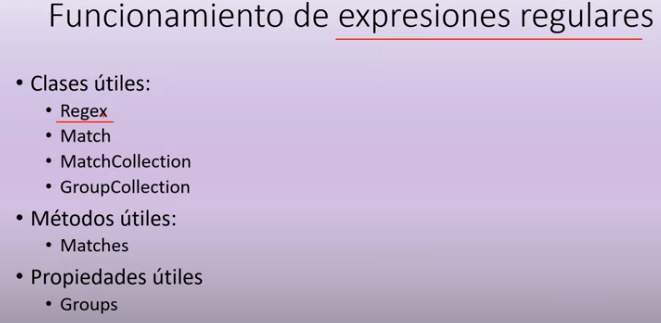 Funcionamiento de expresiones regulares
• Clases útiles:
• Regex
• Match
• MatchCollection
• GroupCollection
• Métodos útiles:
• Matches
• Propiedades útiles
• Groups